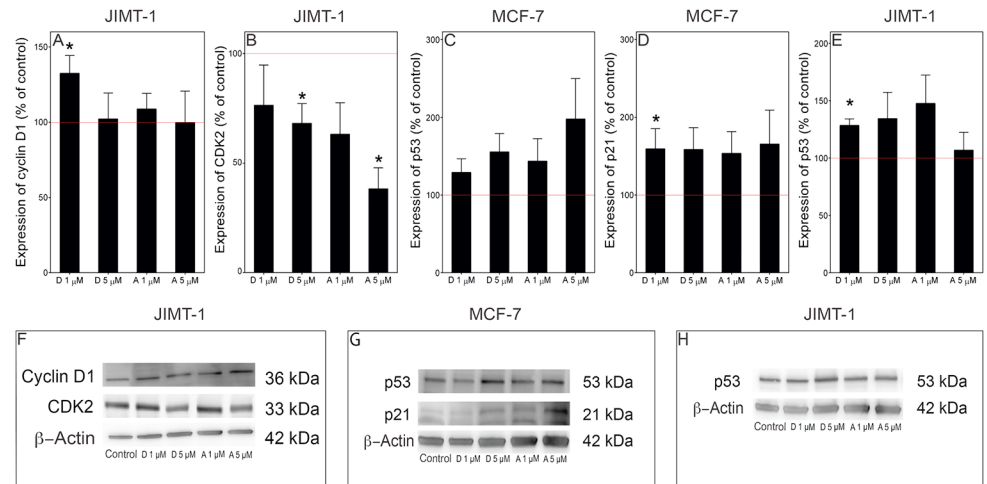 JIMT-1
JIMT-1
MCF-7
MCF-7
JIMT-1
A
Expression of cyclin D1 (% of control)
150
100
50
0
*
D 1 μM D 5 μM A 1 μM A 5 μM
B
Expression of CDK2 (% of control)
100
50
0
*
*
D 1 μM D 5 μM A 1 μM A 5 μM
C
Expression of p53 (% of control)
300
200
100
0
D 1 μM D 5 μM A 1 μM A 5 μM
D
Expression of p21 (% of control)
300
200
100
0
*
D 1 μM D 5 μM A 1 μM A 5 μM
E
Expression of p53 (% of control)
200
150
100
50
0
*
D 1 μM D 5 μM A 1 μM A 5 μM
JIMT-1
F
Cyclin D1 36 kDa
CDK2 33 kDa
β–Actin 42 kDa
Control D 1 μM D 5 μM A 1 μM A 5 μM
MCF-7
G
p53 53 kDa
p21 21 kDa
β–Actin 42 kDa
Control D 1 μM D 5 μM A 1 μM A 5 μM
JIMT-1
H
p53 53 kDa
β–Actin 42 kDa
Control D 1 μM D 5 μM A 1 μM A 5 μM